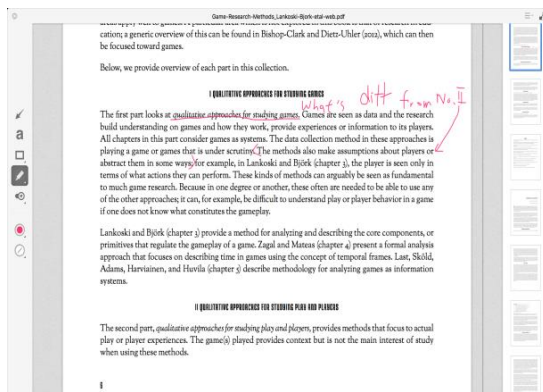 Game-Research-Methods_Lankoski-Bjork-etal-web.pdf
cation; a generic overview of this can be found in Bishop-Clark and Dietz-Uhler (2012), which can then
be focused toward games.
Below, we provide overview of each part in this collection.
I QUALITATIVE APPROACHES FOR STUDYING GAMES
What's diff from No. II
The first part looks at qualitative approaches for studying games. Games are seen as data and the research
build understanding on games and how they work, provide experiences or information to its players.
All chapters in this part consider games as systems. The data collection method in these chapters is
playing a game or games that is under scrutiny. The methods also make assumptions about players or
abstract them in some ways; for example, in Lankoski and Björk (chapter 3), the player is seen only in
terms of what actions they can perform. These kinds of methods can arguably be seen as fundamental
to much game research. Because in one degree or another, these often are needed to be able to use any
of the other approaches; it can, for example, be difficult to understand play or player behavior in a game
if one does not know what constitutes the gameplay.
Lankoski and Björk (chapter 3) provide a method for analyzing and describing the core components, or
primitives that regulate the gameplay of a game. Zagal and Mateas (chapter 4) present a formal analysis
approach that focuses on describing time in games using the concept of temporal frames. Last, Sköld,
Adams, Harviainen, and Huvila (chapter 5) describe methodology for analyzing games as information
systems.
II QUALITATIVE APPROACHES FOR STUDYING PLAY AND PLAYERS
The second part, qualitative approaches for studying play and players, provides methods that focus to actual
play or player experiences. The game(s) played provides context but is not the main interest of study
when using these methods.
a